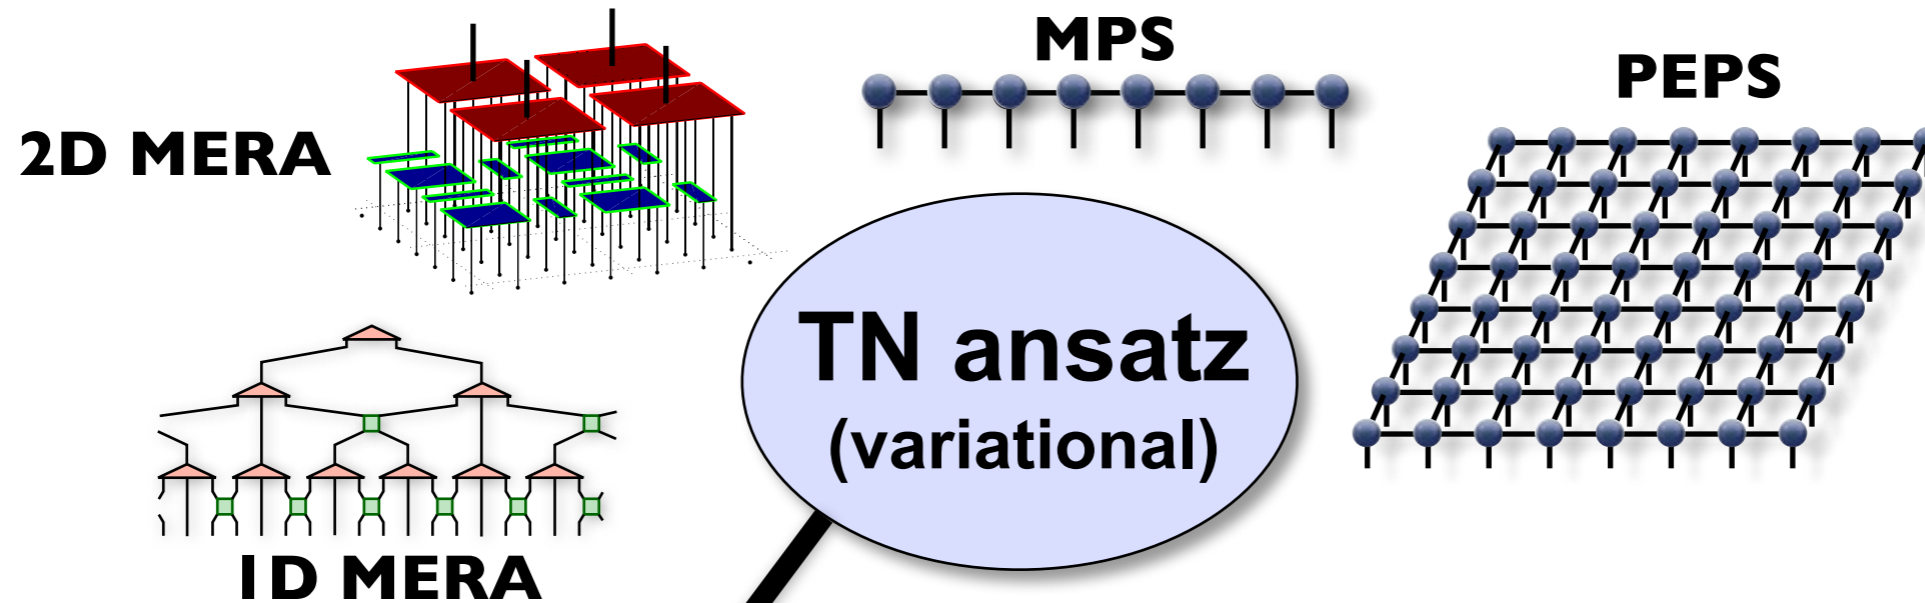 MPS
PEPS
2D MERA
TN ansatz
(variational)
1D MERA